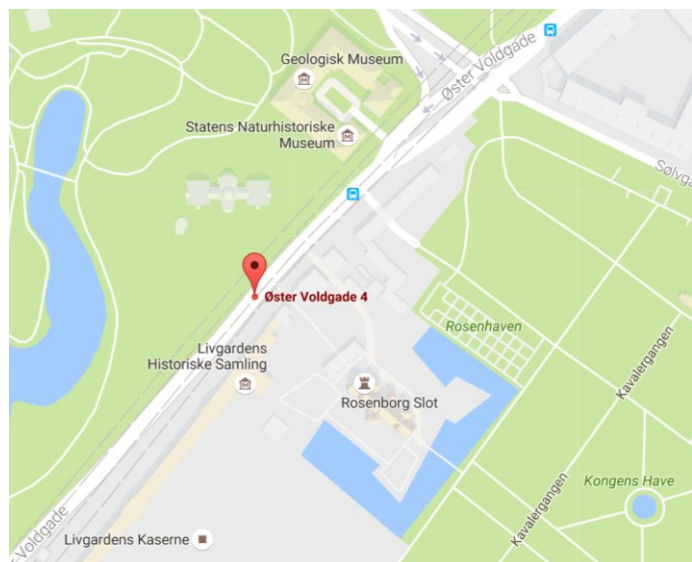 Geologisk Museum
Øster Voldgade
Statens Naturhistoriske
Museum
Sølvga
Øster Voldgade 4
Rosenhaven
Livgardens
Historiske Samling
Kavalergangen
Rosenborg Slot
Kongens Have
Kavalergangen
r-Voldgade
Livgardens Kaserne